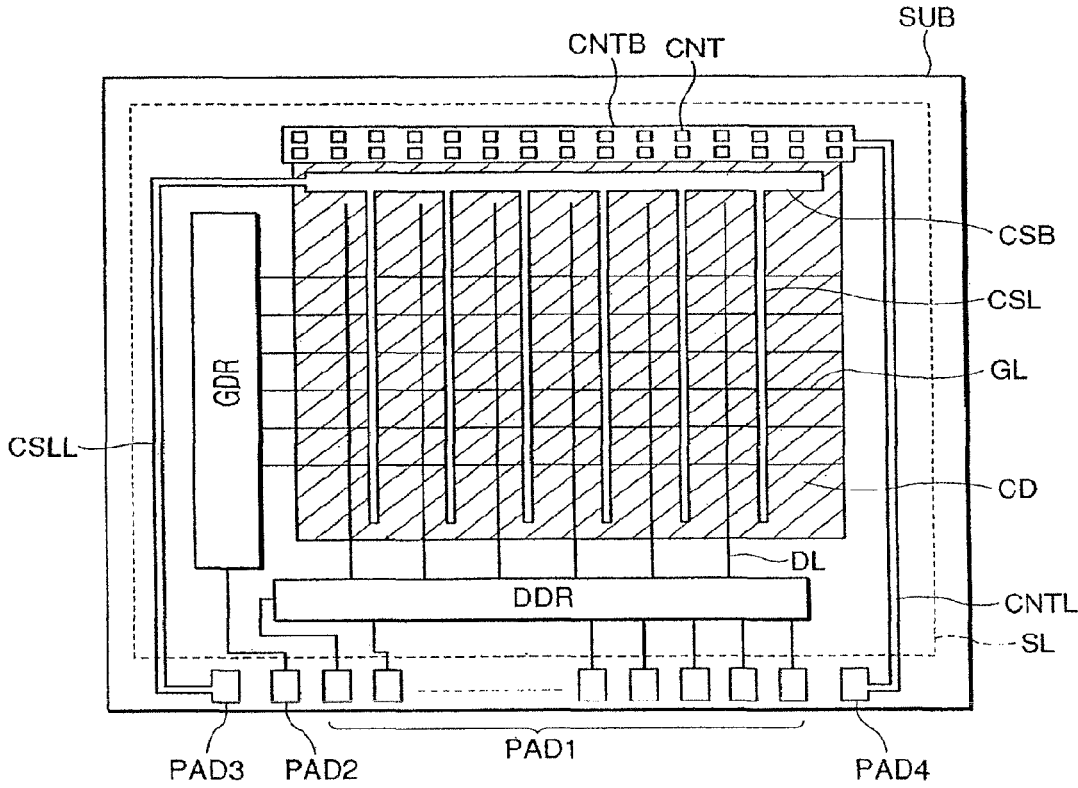 SUB
CNTB CNT
CSB
CSL
GDR
GL
CSLL
CD
DL
DDR
CNTL
SL
PAD1
PAD3 PAD2 PAD4